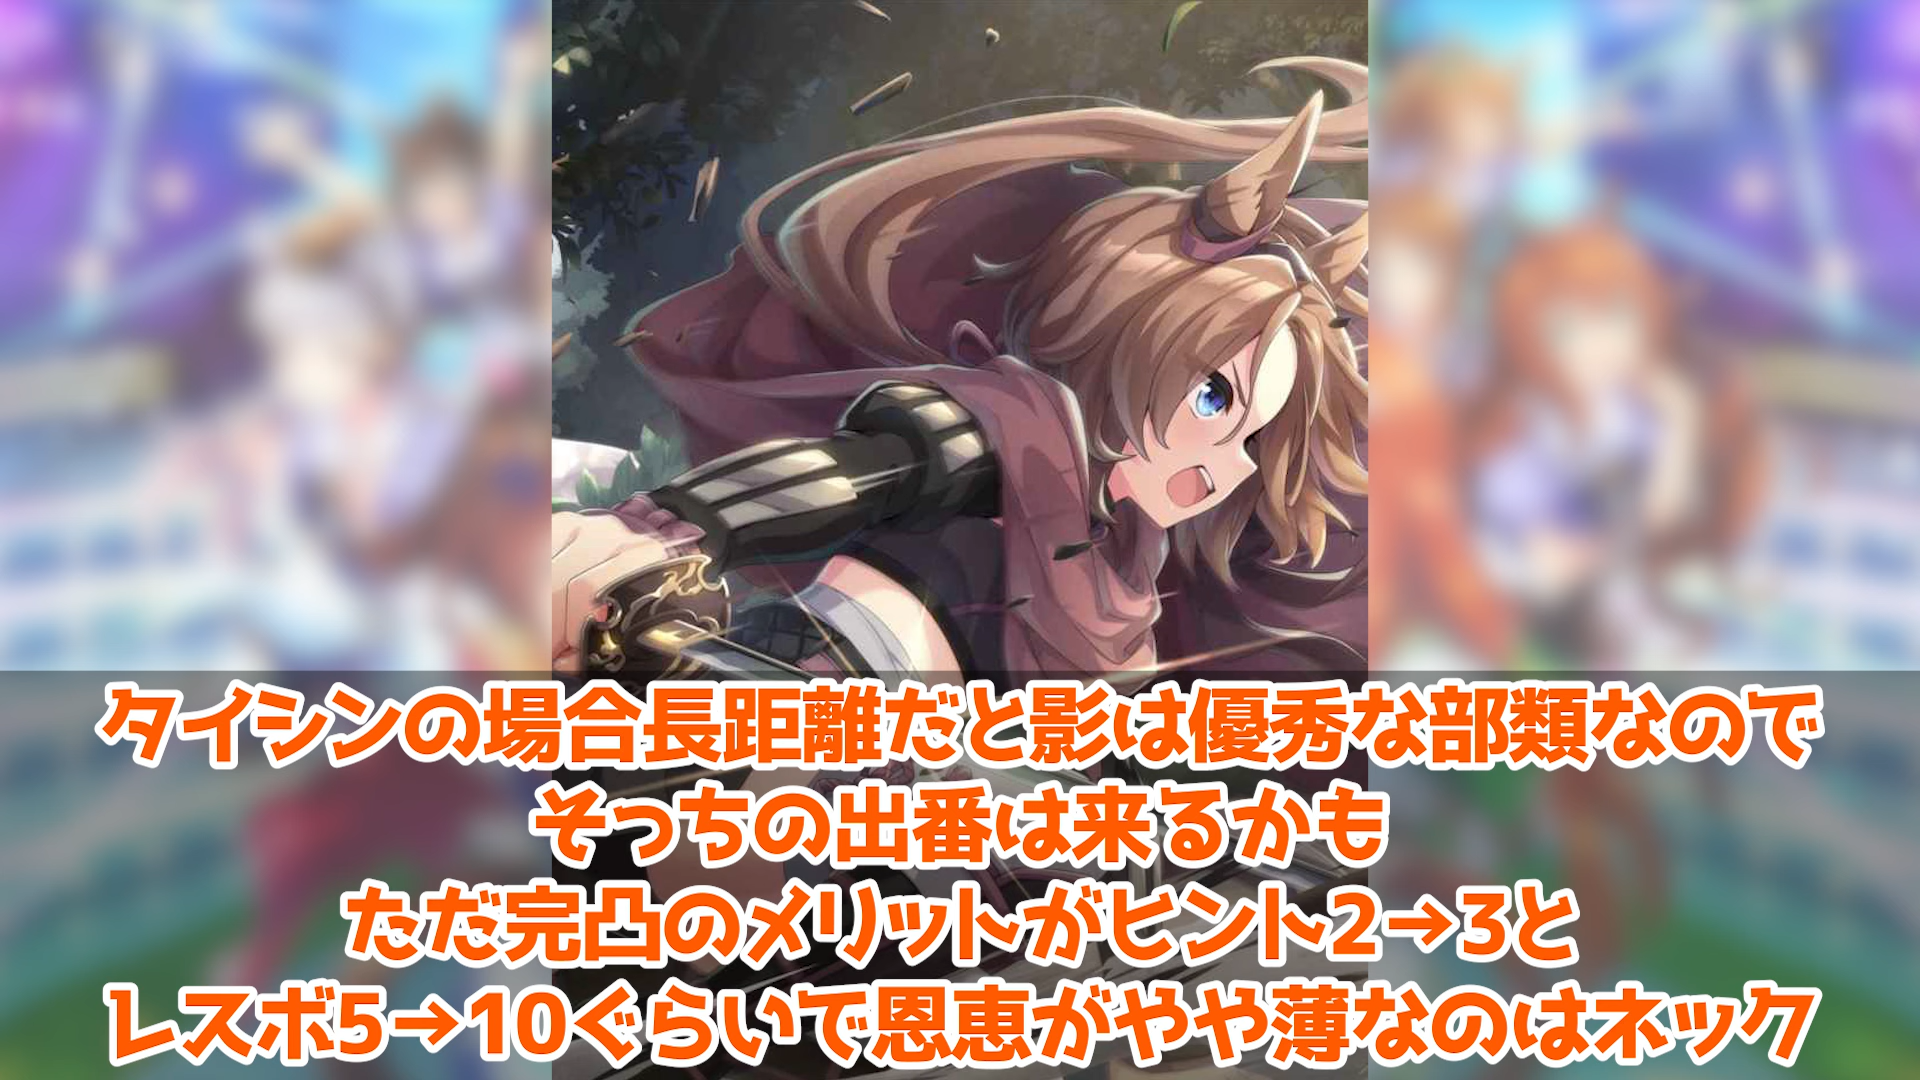 タイシンの場合長距離だと影は優秀な部類なので
そっちの出番は来るかも
ただ完凸のメリットがヒント2→3と
レスボ5→10ぐらいで恩恵がやや薄なのはネック